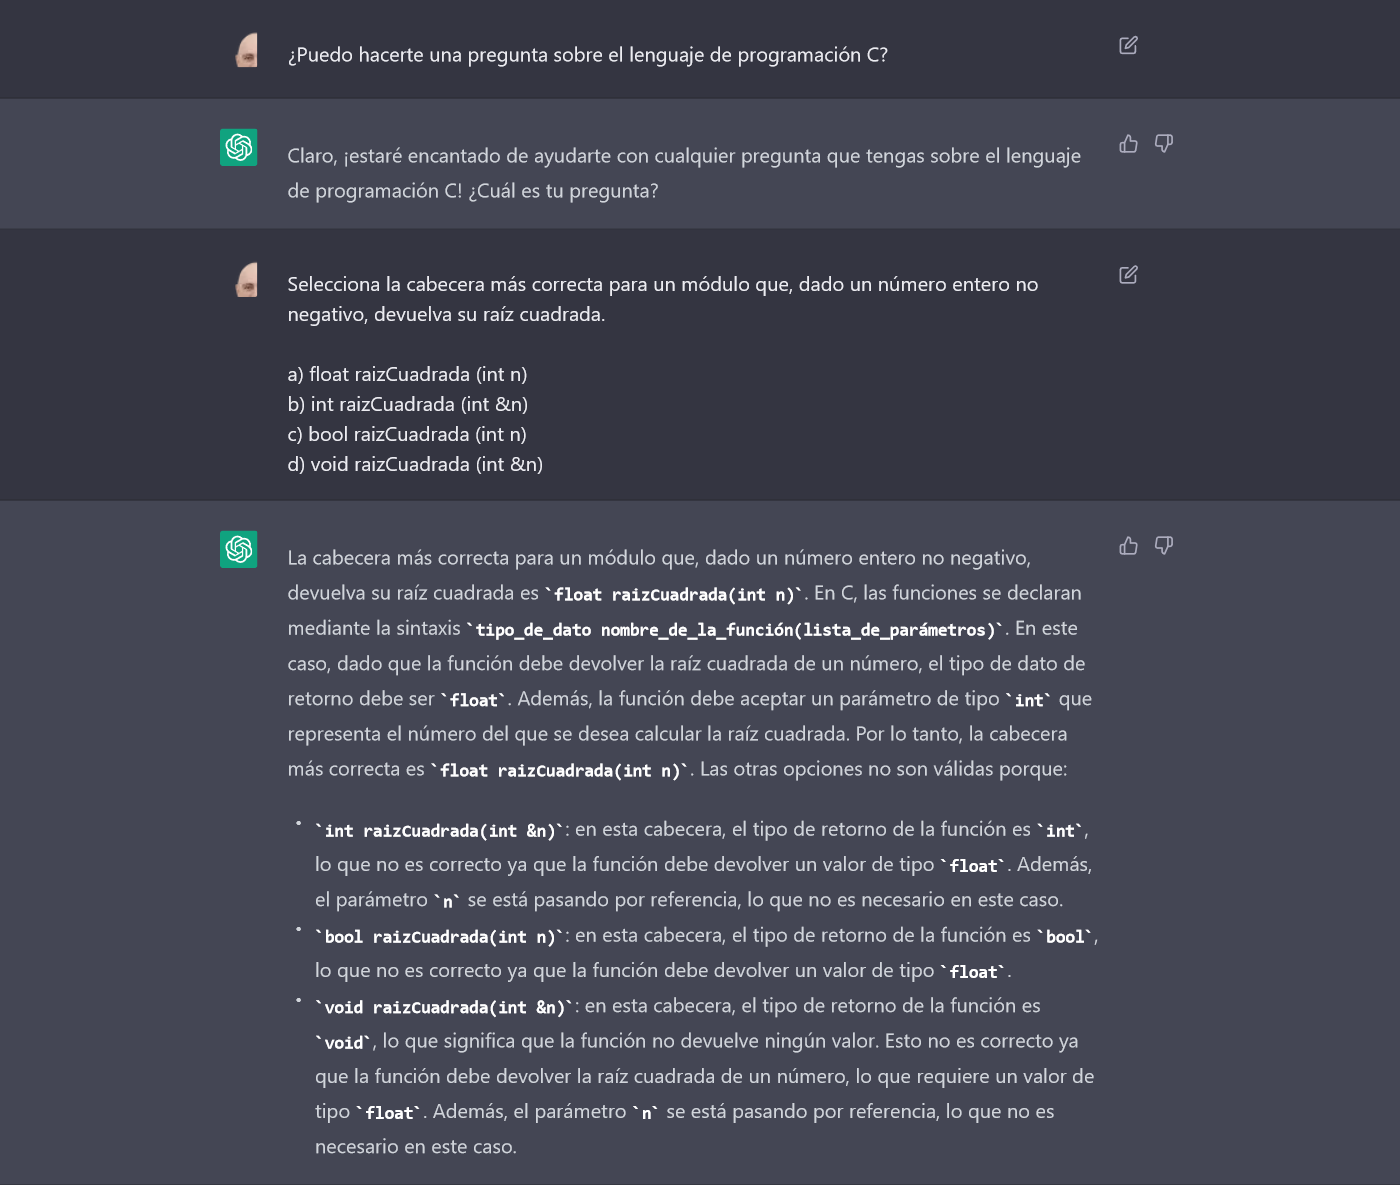 ¿Puedo hacerte una pregunta sobre el lenguaje de programación C?
Claro, ¡estaré encantado de ayudarte con cualquier pregunta que tengas sobre el lenguaje
de programación C! ¿Cuál es tu pregunta?
Selecciona la cabecera más correcta para un módulo que, dado un número entero no
negativo, devuelva su raíz cuadrada.
a) float raizCuadrada (int n)
b) int raizCuadrada (int &n)
c) bool raizCuadrada (int n)
d) void raizCuadrada (int &n)
La cabecera más correcta para un módulo que, dado un número entero no negativo,
devuelva su raíz cuadrada es `float raizCuadrada(int n)`. En C, las funciones se declaran
mediante la sintaxis `tipo_de_dato nombre_de_la_función(lista_de_parámetros)`. En este
caso, dado que la función debe devolver la raíz cuadrada de un número, el tipo de dato de
retorno debe ser `float`. Además, la función debe aceptar un parámetro de tipo `int` que
representa el número del que se desea calcular la raíz cuadrada. Por lo tanto, la cabecera
más correcta es `float raizCuadrada(int n)`. Las otras opciones no son válidas porque:
• `int raizCuadrada(int &n)`: en esta cabecera, el tipo de retorno de la función es `int`,
lo que no es correcto ya que la función debe devolver un valor de tipo `float`. Además,
el parámetro `n` se está pasando por referencia, lo que no es necesario en este caso.
• `bool raizCuadrada(int n)`: en esta cabecera, el tipo de retorno de la función es `bool`,
lo que no es correcto ya que la función debe devolver un valor de tipo `float`.
• `void raizCuadrada(int &n)`: en esta cabecera, el tipo de retorno de la función es
`void`, lo que significa que la función no devuelve ningún valor. Esto no es correcto ya
que la función debe devolver la raíz cuadrada de un número, lo que requiere un valor de
tipo `float`. Además, el parámetro `n` se está pasando por referencia, lo que no es
necesario en este caso.